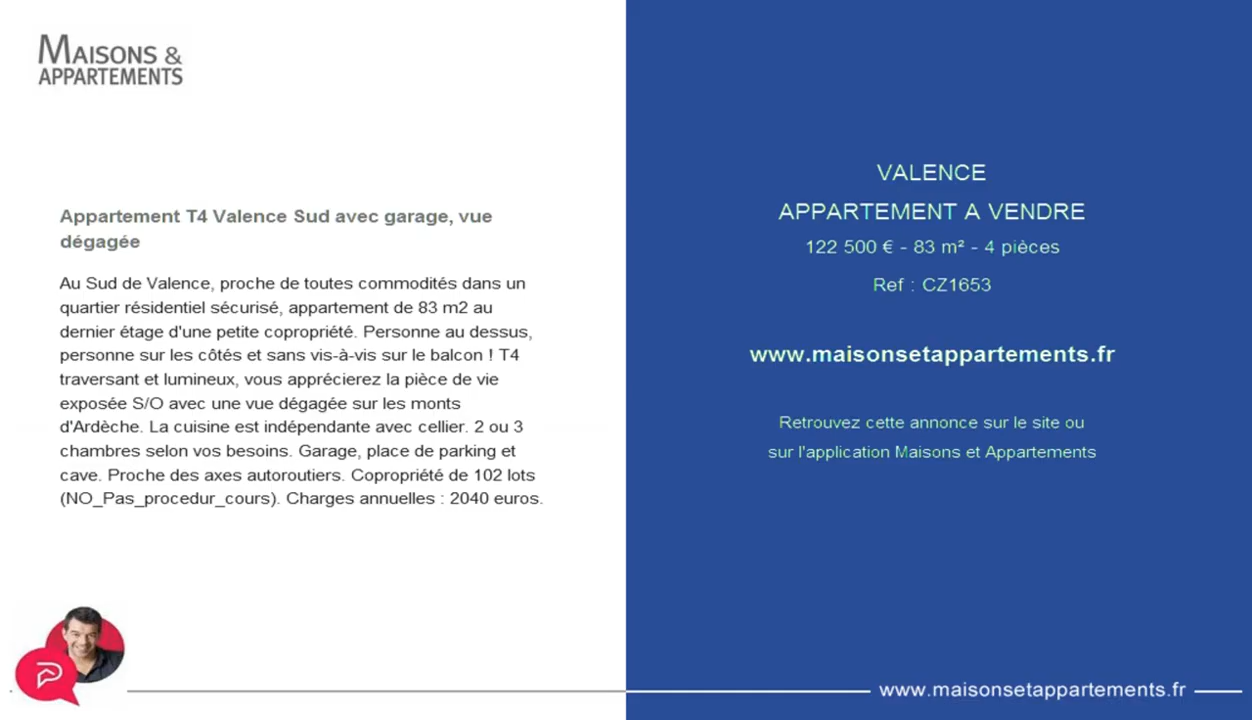 MAISONS &
APPARTEMENTS
Appartement T4 Valence Sud avec garage, vue
dégagée
Au Sud de Valence, proche de toutes commodités dans un
quartier résidentiel sécurisé, appartement de 83 m2 au
dernier étage d'une petite copropriété. Personne au dessus,
personne sur les côtés et sans vis-à-vis sur le balcon ! T4
traversant et lumineux, vous apprécierez la pièce de vie
exposée S/O avec une vue dégagée sur les monts
d'Ardèche. La cuisine est indépendante avec cellier. 2 ou 3
chambres selon vos besoins. Garage, place de parking et
cave. Proche des axes autoroutiers. Copropriété de 102 lots
(NO_Pas_procedur_cours). Charges annuelles : 2040 euros.
VALENCE
APPARTEMENT A VENDRE
122 500 € - 83 m² - 4 pièces
Ref : CZ1653
www.maisonsetappartements.fr
Retrouvez cette annonce sur le site ou
sur l'application Maisons et Appartements
www.maisonsetappartements.fr